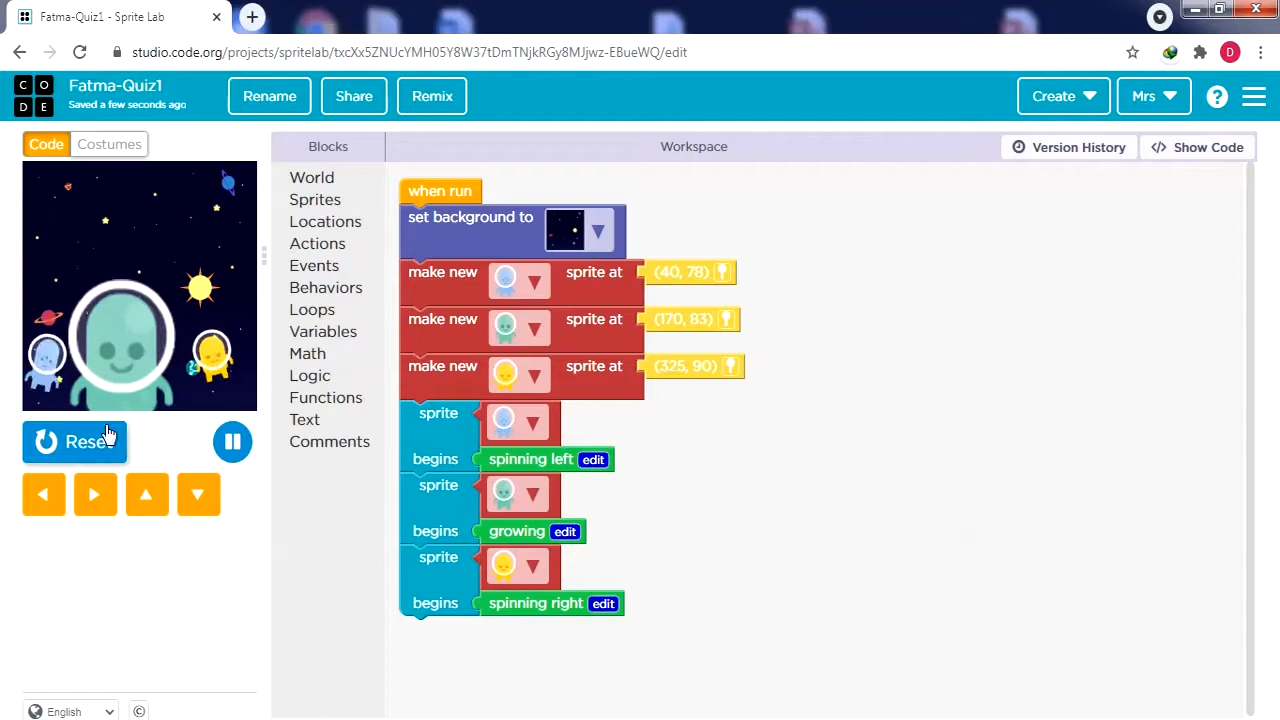 Fatma-Quiz1 - Sprite Lab
studio.code.org/projects/spritelab/txcXx5ZNUcYMH05Y8W37tDmTNjkRGy8MJjwz-EBueWQ/edit
D
C O
D E
Fatma-Quiz1
Saved a few seconds ago
Rename
Share
Remix
Create
Mrs
?
Code
Costumes
Blocks
Workspace
Version History
Show Code
World
Sprites
Locations
Actions
Events
Behaviors
Loops
Variables
Math
Logic
Functions
Text
Comments
when run
set background to
make new sprite at (40, 78)
make new sprite at (170, 83)
make new sprite at (325, 90)
sprite
begins spinning left edit
sprite
begins growing edit
sprite
begins spinning right edit
Reset
English
©